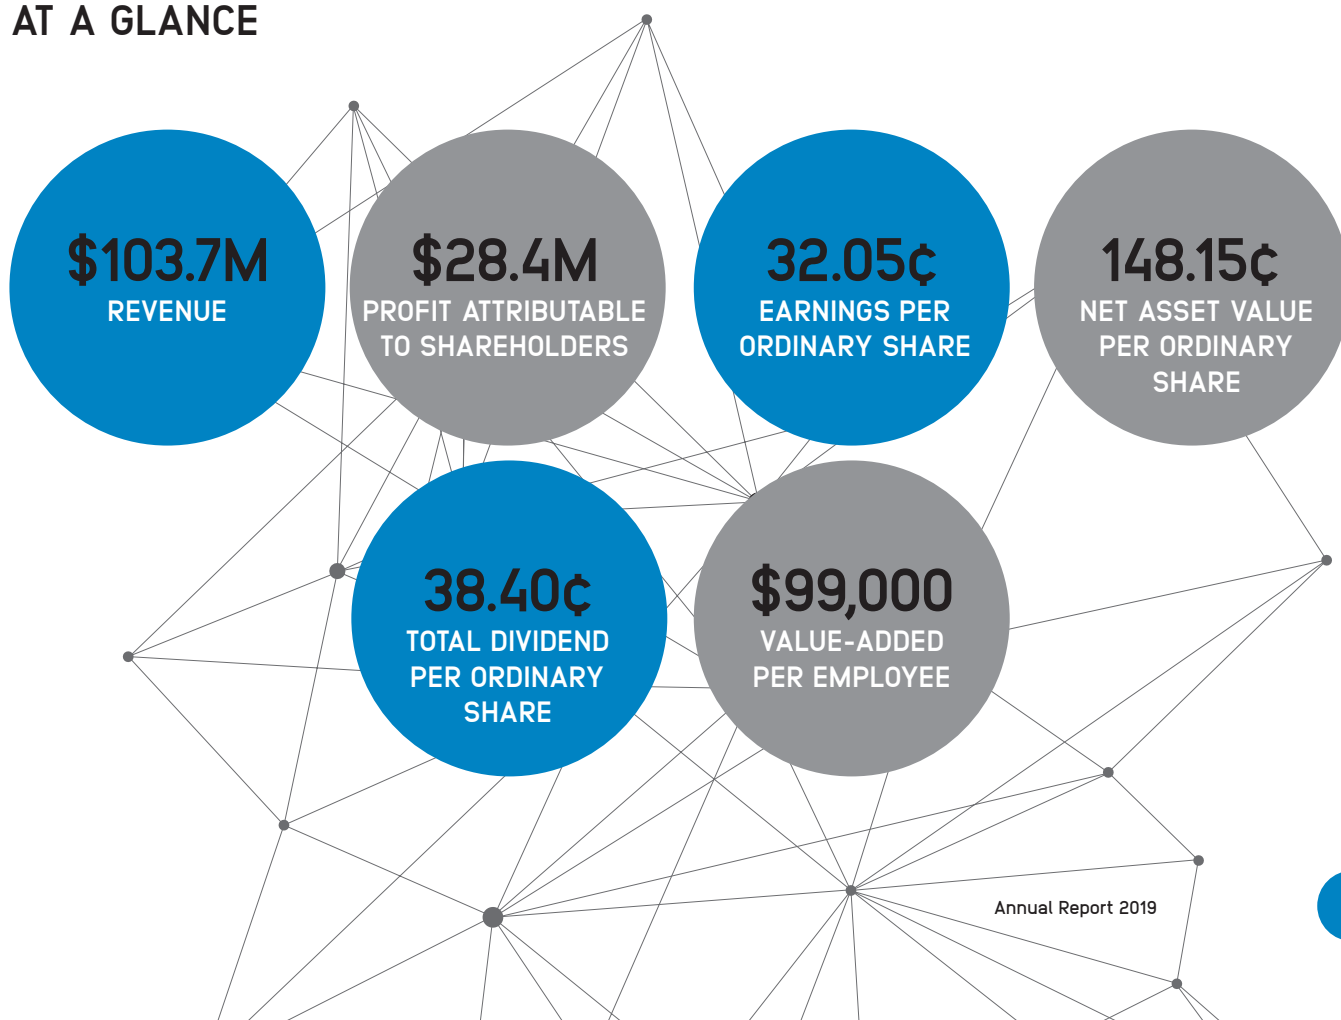 AT A GLANCE
$103.7M
REVENUE
$28.4M
PROFIT ATTRIBUTABLE
TO SHAREHOLDERS
32.05¢
EARNINGS PER
ORDINARY SHARE
148.15¢
NET ASSET VALUE
PER ORDINARY
SHARE
38.40¢
TOTAL DIVIDEND
PER ORDINARY
SHARE
$99,000
VALUE-ADDED
PER EMPLOYEE
Annual Report 2019